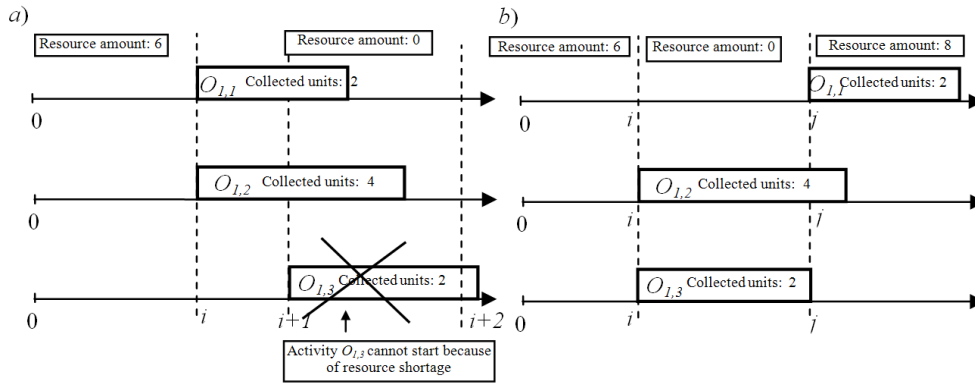 a)
Resource amount: 6
Resource amount: 0
O1,1 Collected units: 2
0
O1,2 Collected units: 4
0
O1,3 Collected units: 2
0
i
i+1
i+2
Activity O1,3 cannot start because
of resource shortage
b)
Resource amount: 6
Resource amount: 0
Resource amount: 8
O1,1 Collected units: 2
0
i
j
O1,2 Collected units: 4
0
i
j
O1,3 Collected units: 2
0
i
j